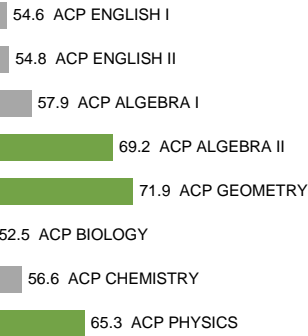 54.6 ACP ENGLISH I
54.8 ACP ENGLISH II
57.9 ACP ALGEBRA I
69.2 ACP ALGEBRA II
71.9 ACP GEOMETRY
52.5 ACP BIOLOGY
56.6 ACP CHEMISTRY
65.3 ACP PHYSICS